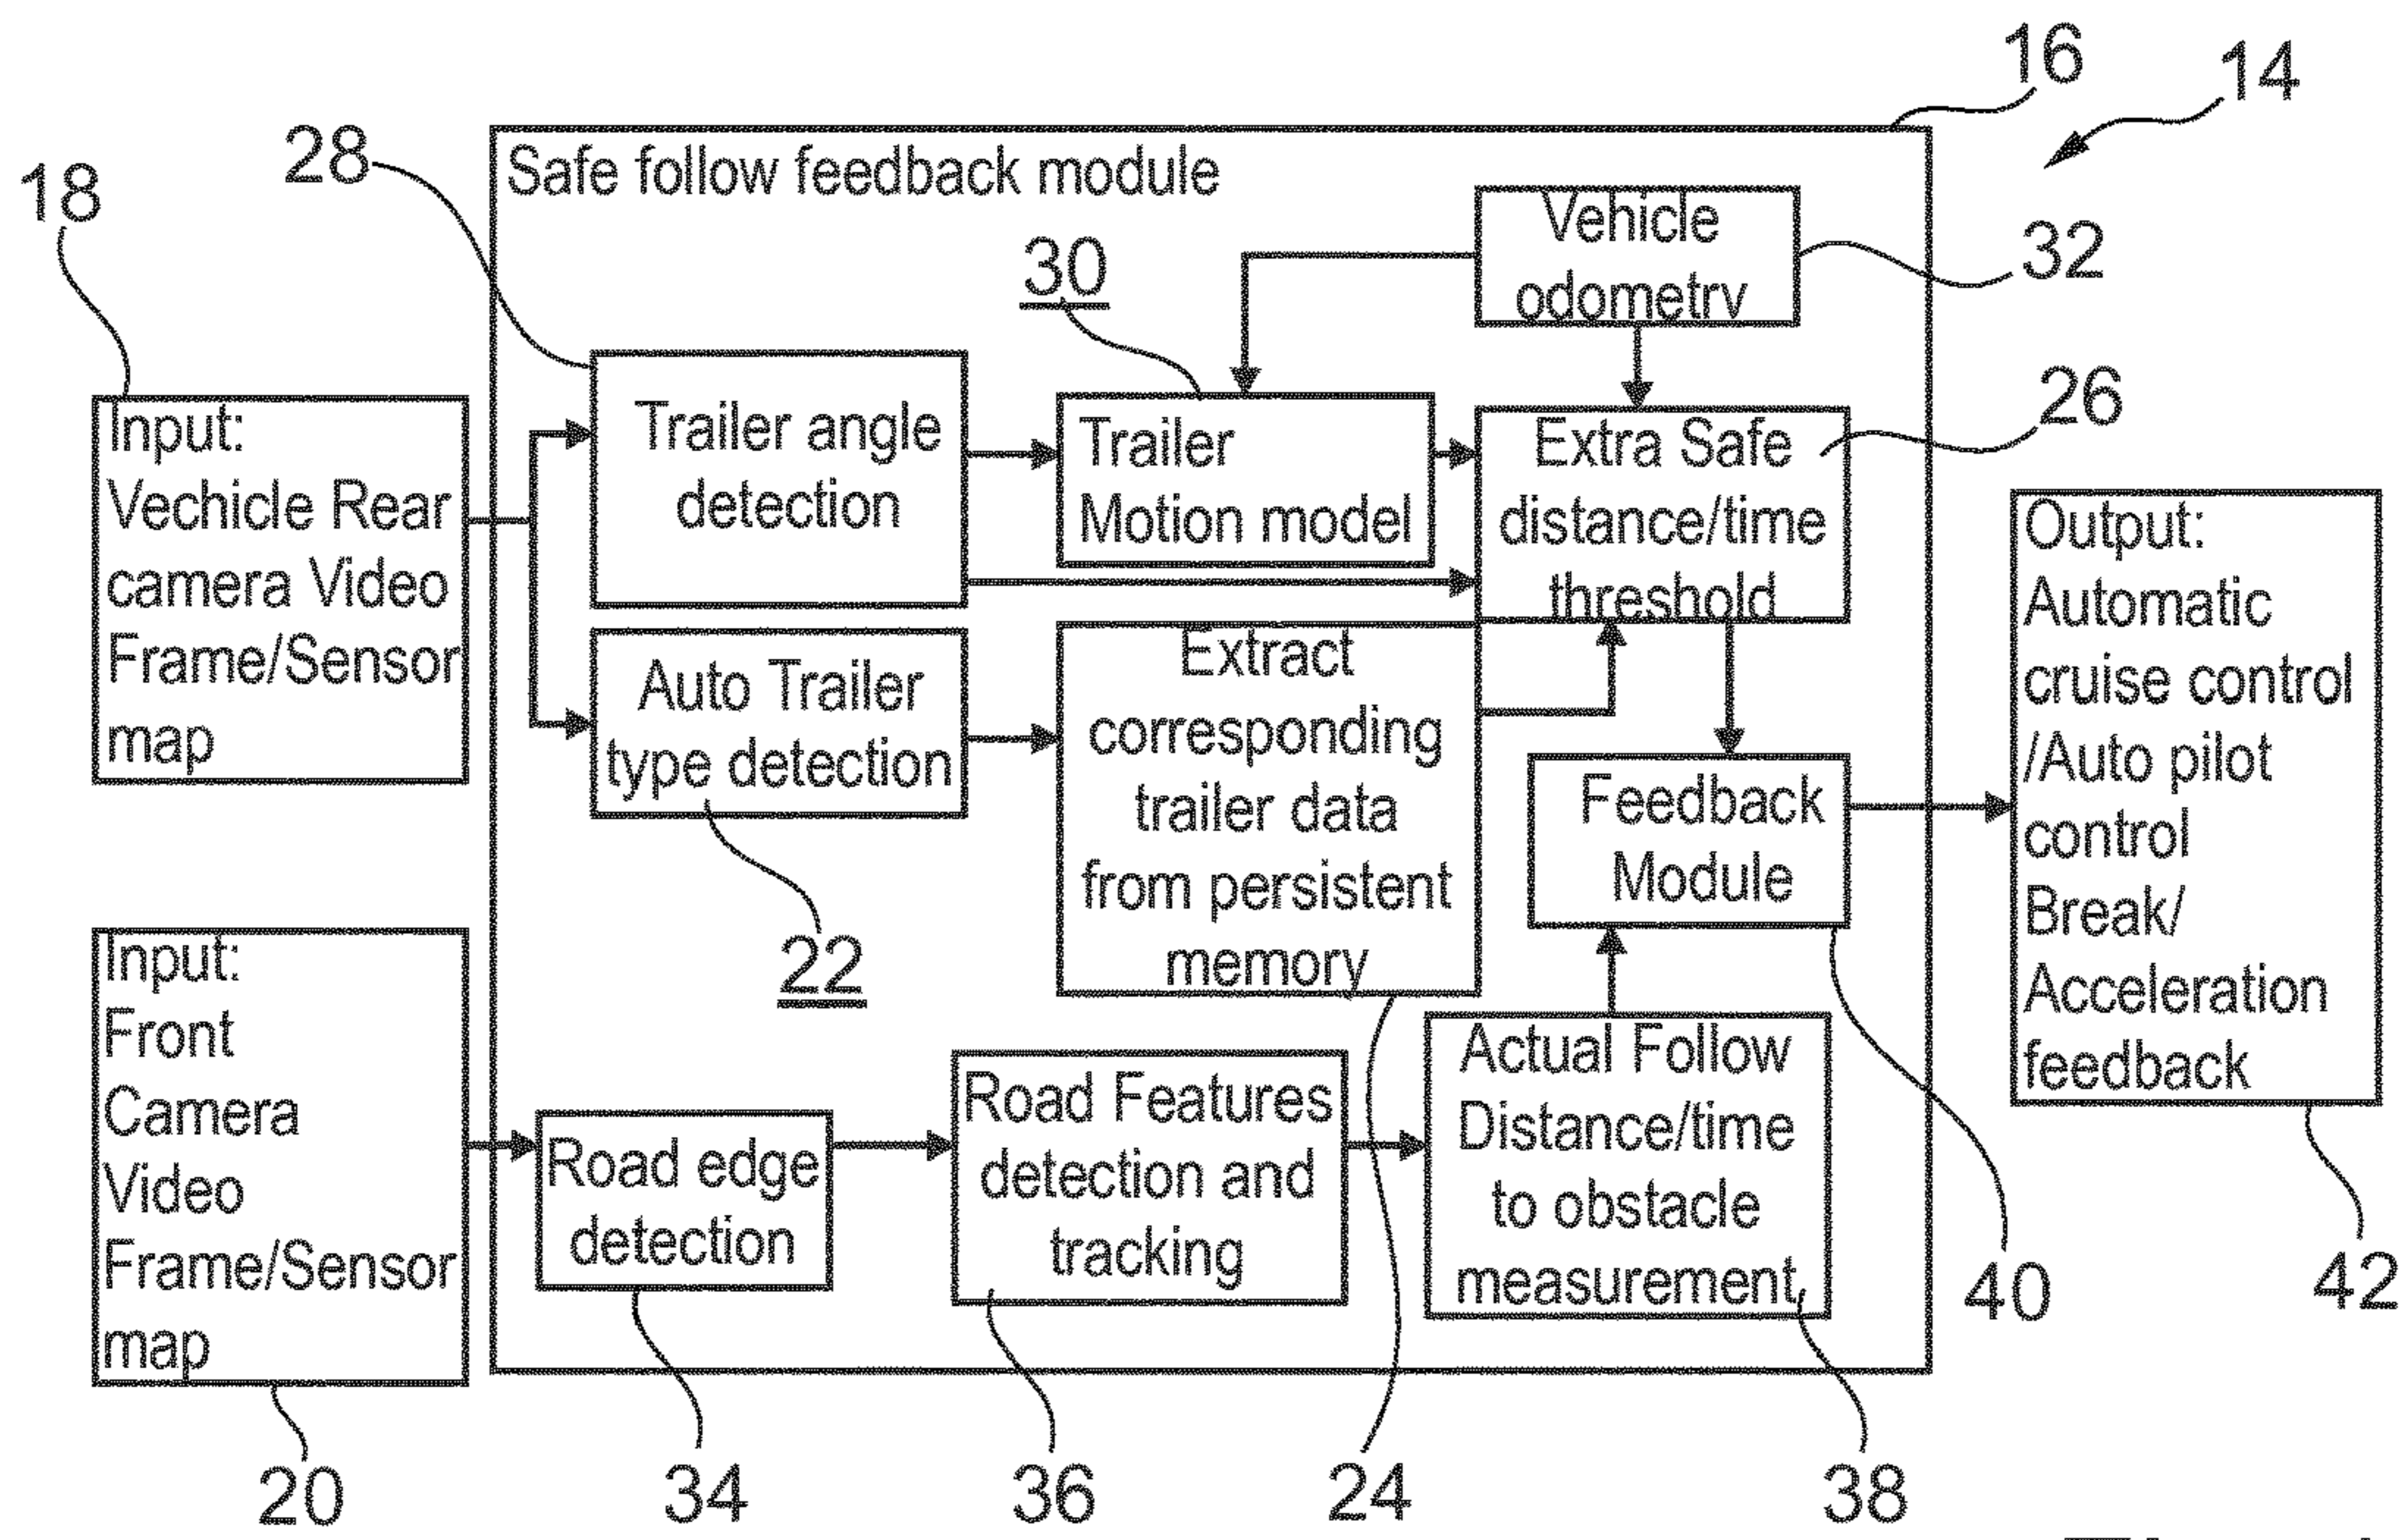 16
14
28
18
Safe follow feedback module
Vehicle
odometry
32
30
26
Input:
Vechicle Rear
camera Video
Frame/Sensor
map
Trailer angle
detection
Trailer
Motion model
Extra Safe
distance/time
threshold
Auto Trailer
type detection
22
Extract
corresponding
trailer data
from persistent
memory
Feedback
Module
Output:
Automatic
cruise control
/Auto pilot
control
Break/
Acceleration
feedback
Input:
Front
Camera
Video
Frame/Sensor
map
Road edge
detection
Road Features
detection and
tracking
Actual Follow
Distance/time
to obstacle
measurement
40
42
20
34
36
24
38